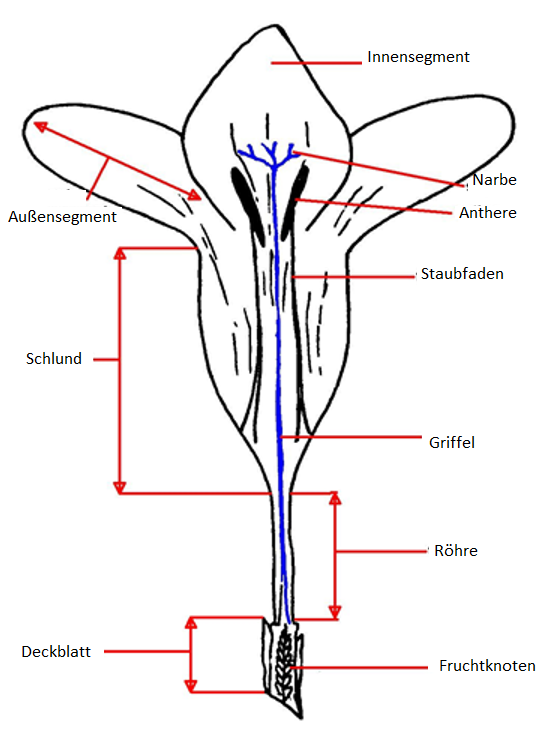 Innensegment
Narbe
Außensegment
Anthere
Staubfaden
Schlund
Griffel
Röhre
Deckblatt
Fruchtknoten